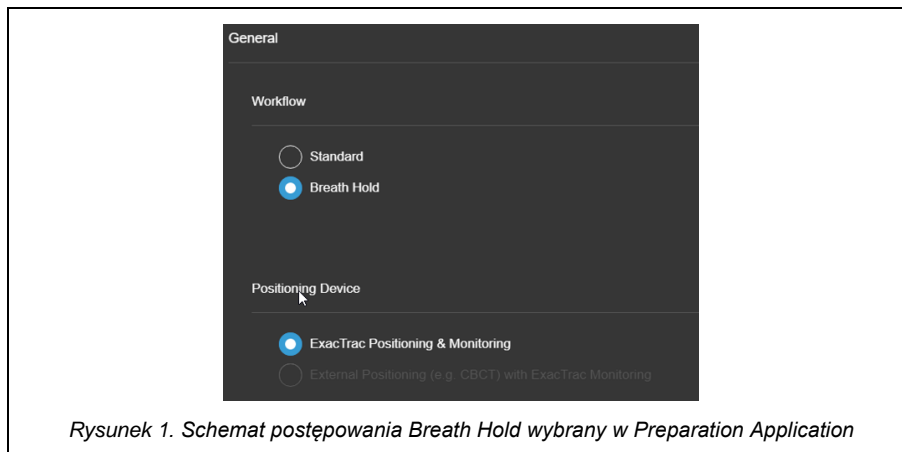 General
Workflow
Standard
Breath Hold
Positioning Device
ExacTrac Positioning & Monitoring
External Positioning (e.g. CBCT) with ExacTrac Monitoring
Rysunek 1. Schemat postępowania Breath Hold wybrany w Preparation Application